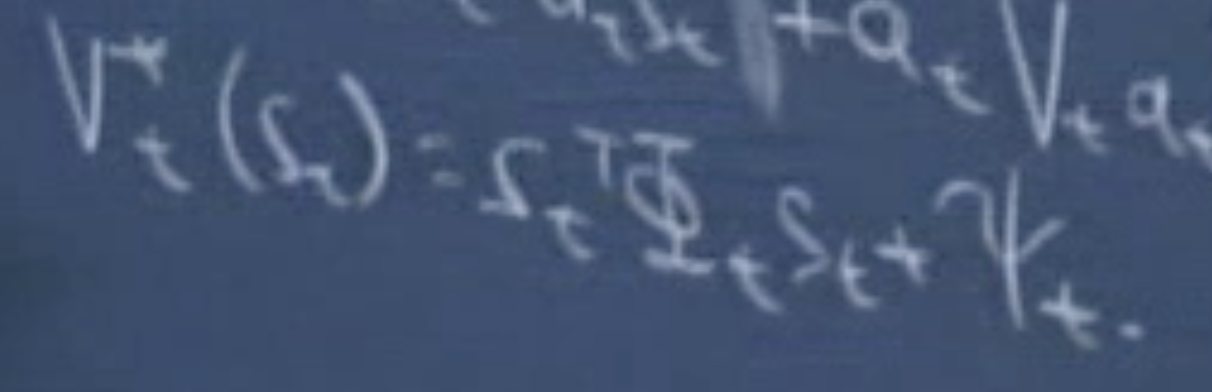 + a_t V_t a_t
V*_t(s_t) = s_t^T Φ_t s_t + Ψ_t.